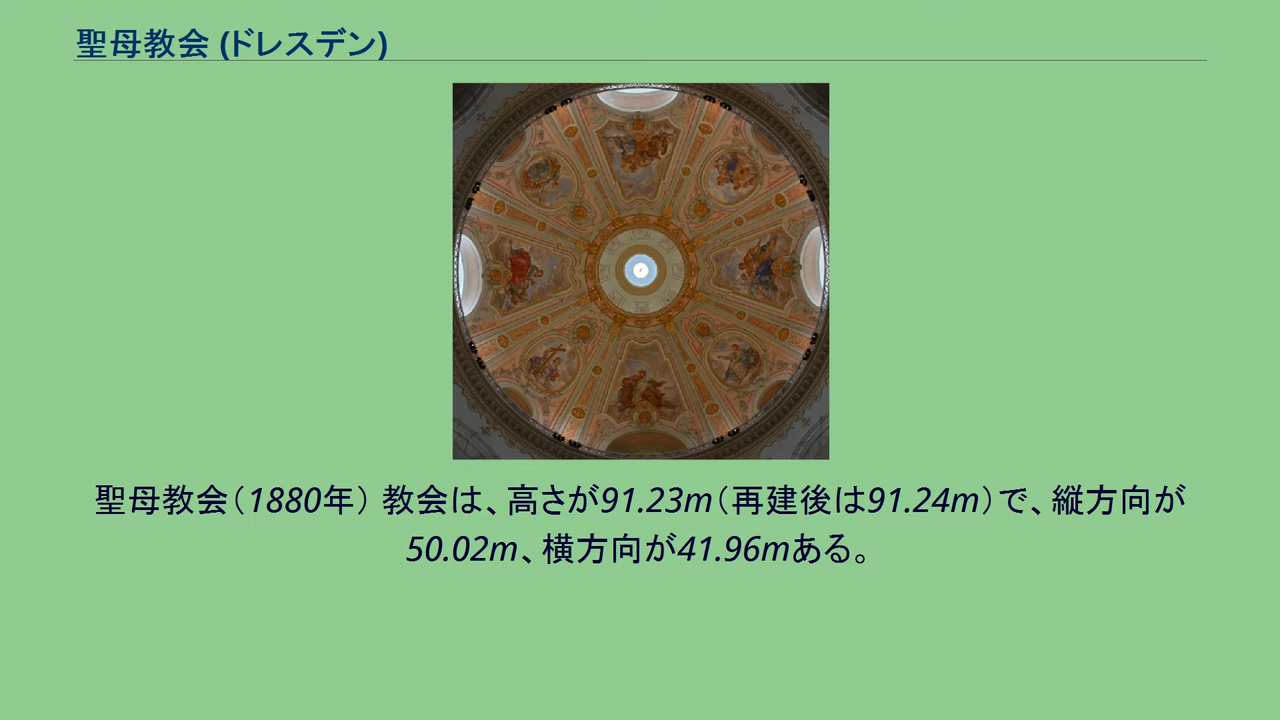 聖母教会 (ドレスデン)
聖母教会（1880年） 教会は、高さが91.23m（再建後は91.24m）で、縦方向が
50.02m、横方向が41.96mある。